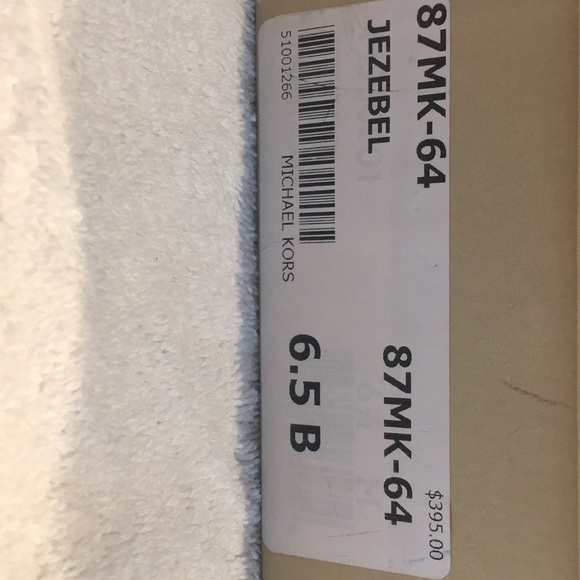 87MK-64
JEZEBEL
51001266
MICHAEL KORS
6.5 B
87MK-64
$395.00